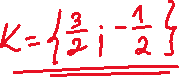 K = {3/2 ; -1/2}